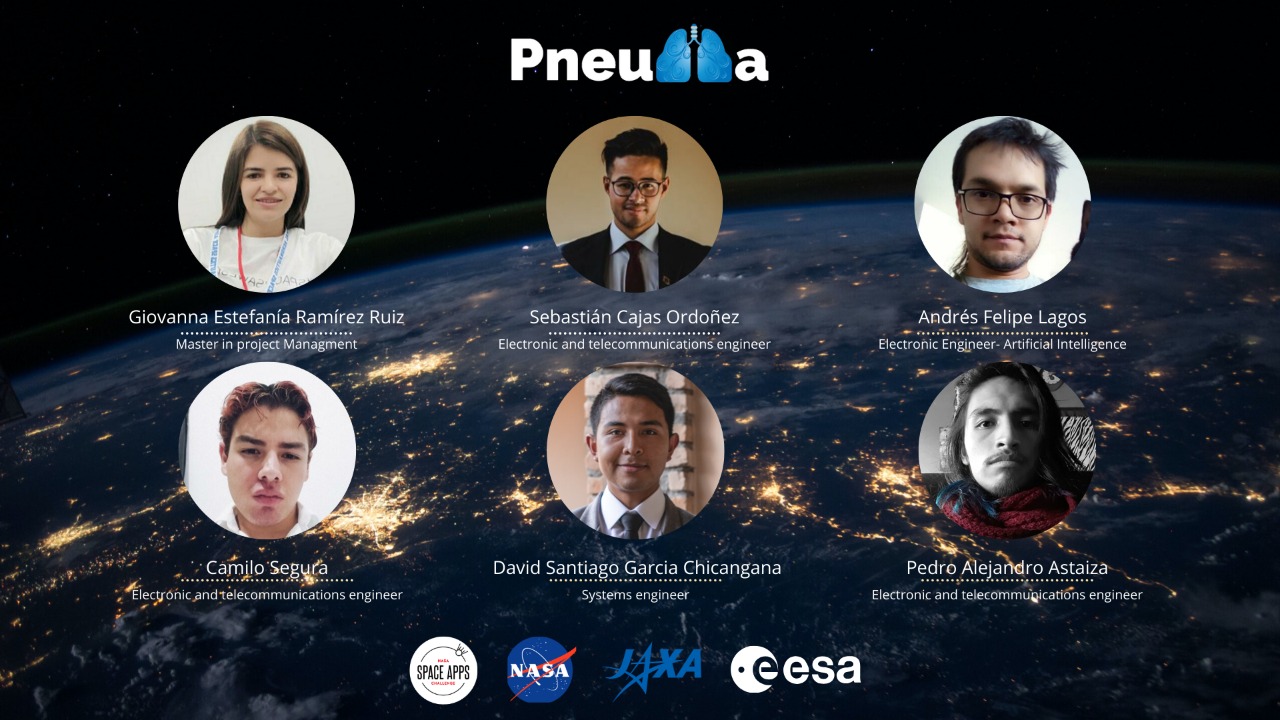 Pneuma
Giovanna Estefanía Ramírez Ruiz
Master in project Managment
Sebastián Cajas Ordoñez
Electronic and telecommunications engineer
Andrés Felipe Lagos
Electronic Engineer- Artificial Intelligence
Camilo Segura
Electronic and telecommunications engineer
David Santiago Garcia Chicangana
Systems engineer
Pedro Alejandro Astaiza
Electronic and telecommunications engineer
NASA
SPACE APPS
CHALLENGE
NASA
JAXA
esa